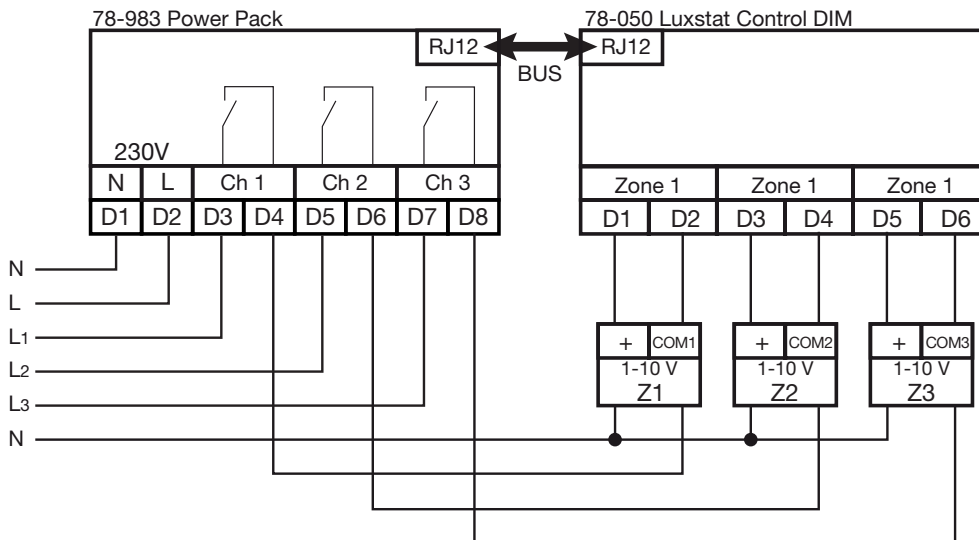 78-983 Power Pack
78-050 Luxstat Control DIM
RJ12
RJ12
BUS
230V
N L Ch 1 Ch 2 Ch 3
D1 D2 D3 D4 D5 D6 D7 D8
Zone 1 Zone 1 Zone 1
D1 D2 D3 D4 D5 D6
N
L
L1
L2
L3
N
+ COM1
1-10 V
Z1
+ COM2
1-10 V
Z2
+ COM3
1-10 V
Z3